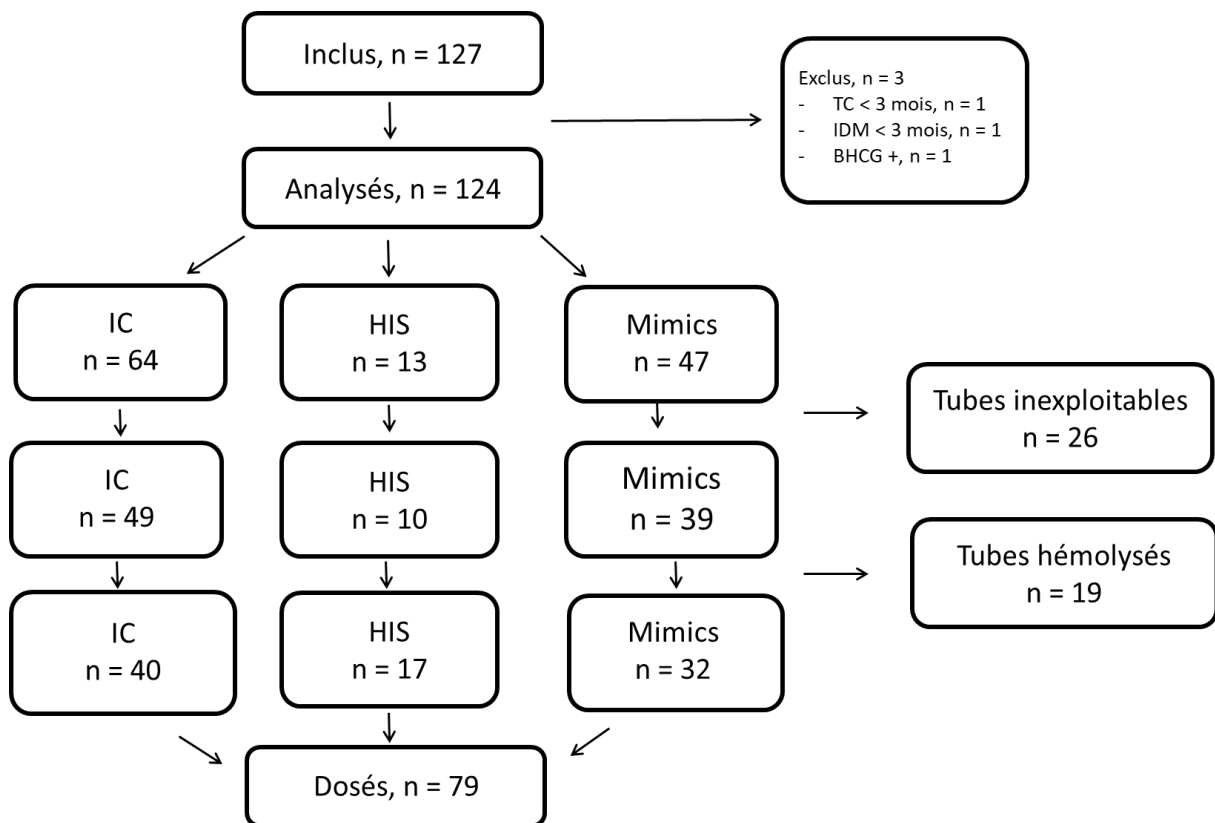 Inclus, n = 127
Exclus, n = 3
- TC < 3 mois, n = 1
- IDM < 3 mois, n = 1
- BHCG +, n = 1
Analysés, n = 124
IC
n = 64
HIS
n = 13
Mimics
n = 47
Tubes inexploitables
n = 26
IC
n = 49
HIS
n = 10
Mimics
n = 39
Tubes hémolysés
n = 19
IC
n = 40
HIS
n = 17
Mimics
n = 32
Dosés, n = 79